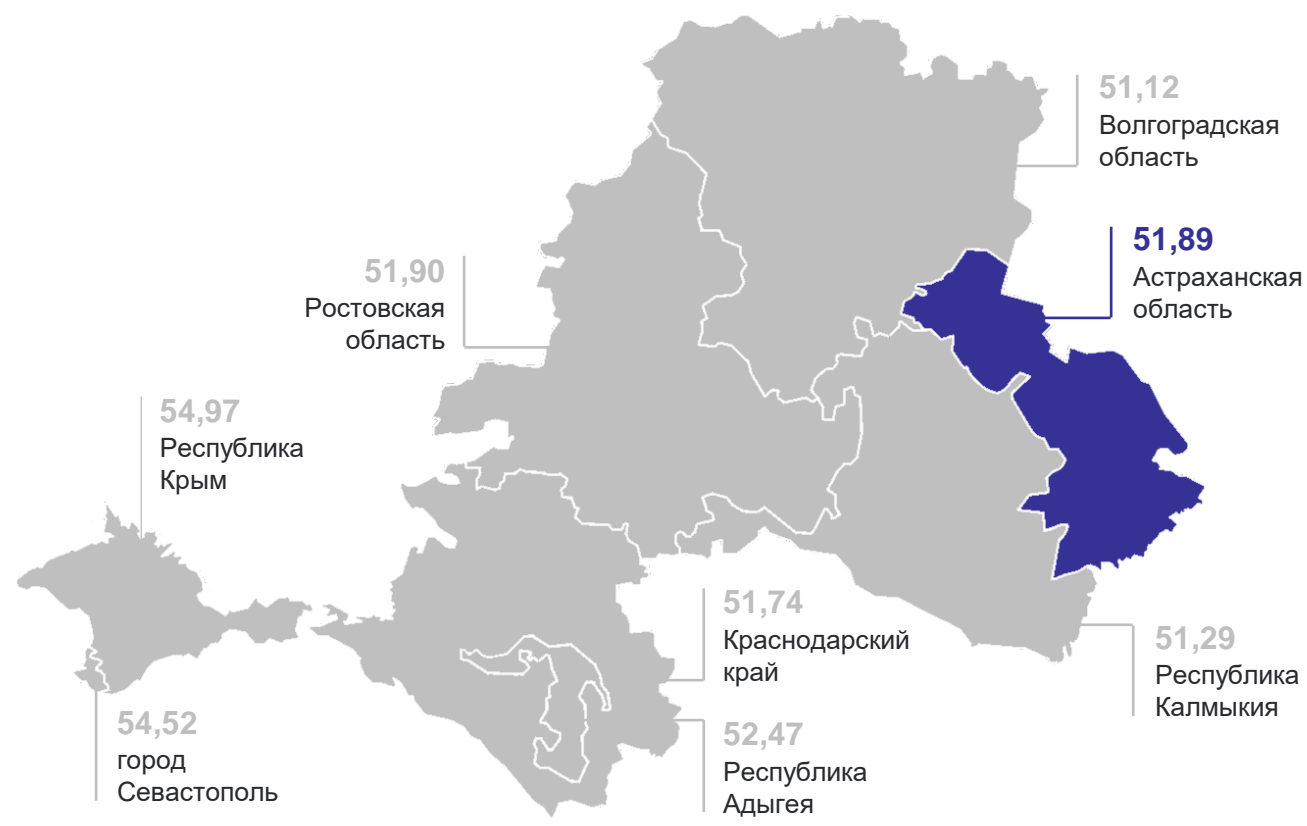 51,12
Волгоградская
область
51,89
Астраханская
область
51,90
Ростовская
область
54,97
Республика
Крым
51,74
Краснодарский
край
51,29
Республика
Калмыкия
54,52
город
Севастополь
52,47
Республика
Адыгея